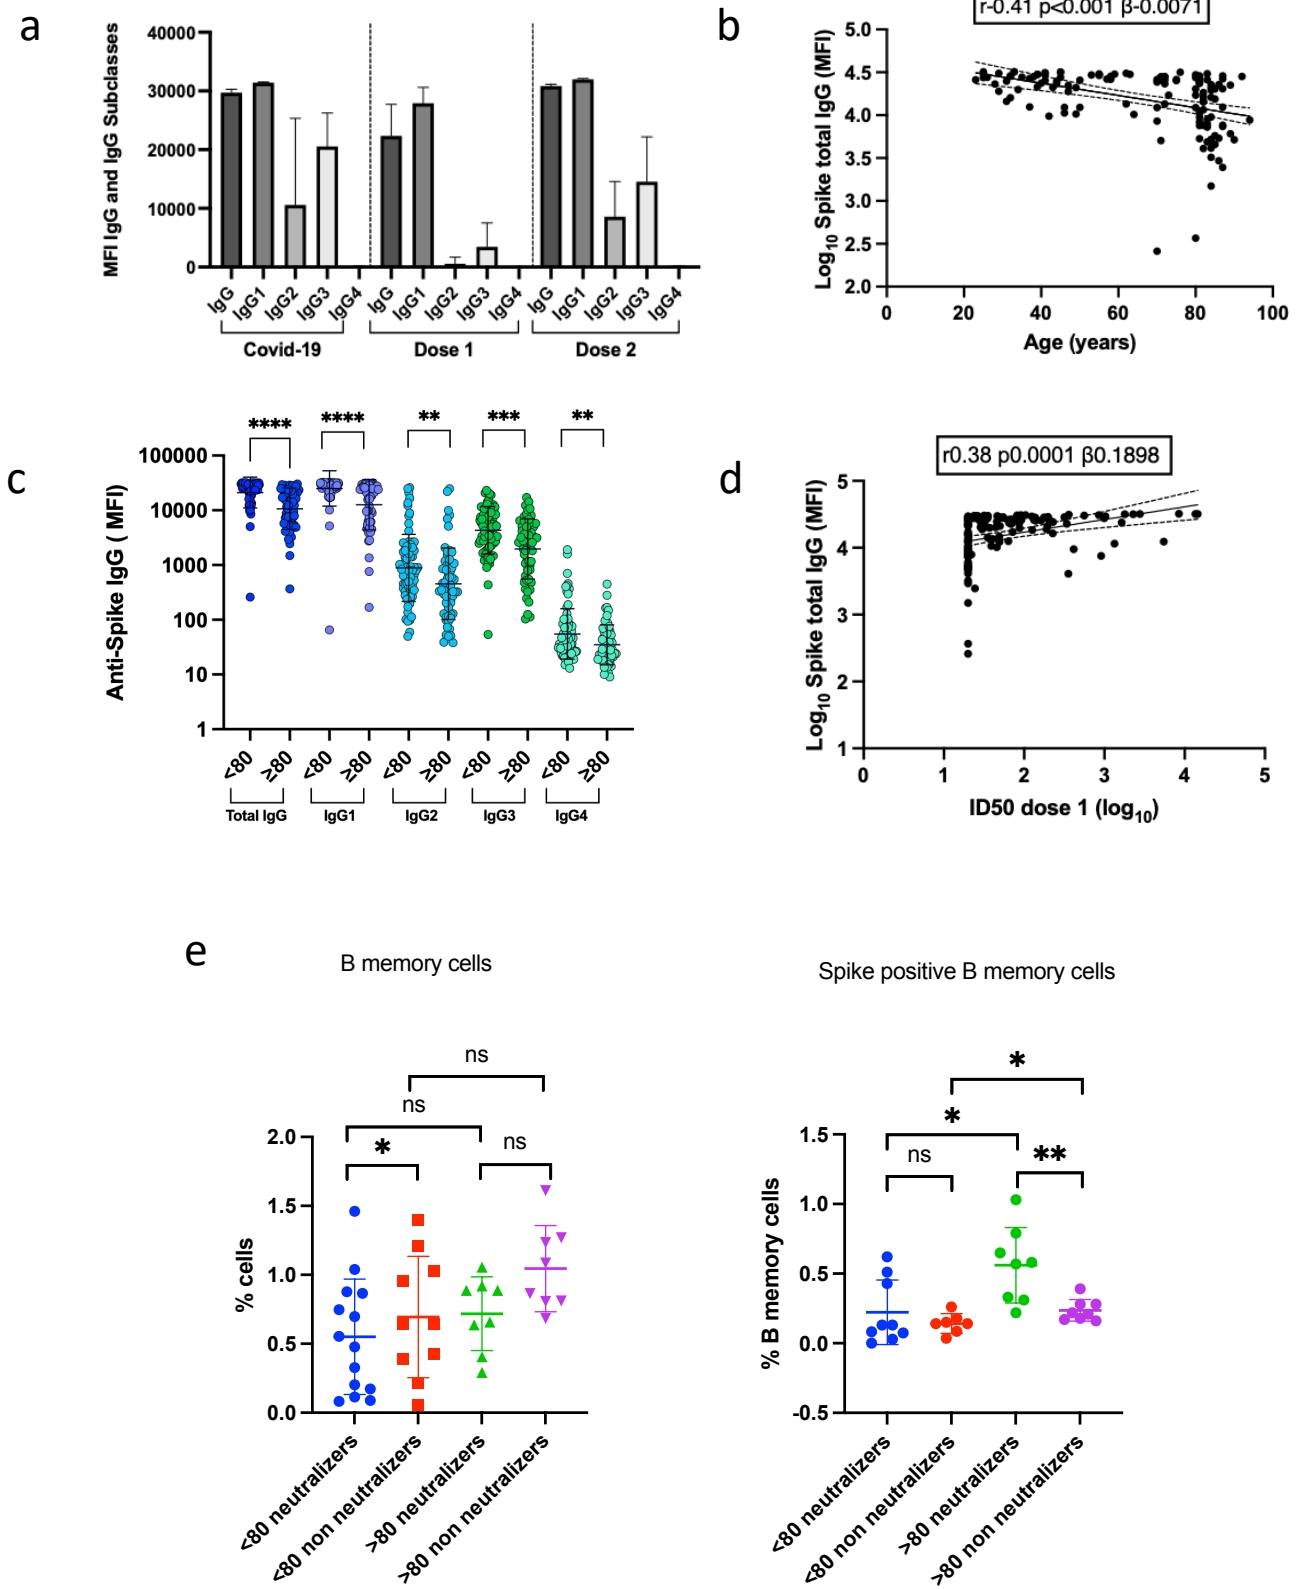 a
MFI IgG and IgG Subclasses
40000
30000
20000
10000
0
IgG
IgG1
IgG2
IgG3
IgG4
IgG
IgG1
IgG2
IgG3
IgG4
IgG
IgG1
IgG2
IgG3
IgG4
Covid-19
Dose 1
Dose 2
b
r-0.41 p<0.001 β-0.0071
Log10 Spike total IgG (MFI)
5.0
4.5
4.0
3.5
3.0
2.5
2.0
0
20
40
60
80
100
Age (years)
c
Anti-Spike IgG ( MFI)
100000
10000
1000
100
10
1
****
****
**
***
**
<80
≥80
<80
≥80
<80
≥80
<80
≥80
<80
≥80
Total IgG
IgG1
IgG2
IgG3
IgG4
d
r0.38 p0.0001 β0.1898
Log10 Spike total IgG (MFI)
5
4
3
2
1
0
1
2
3
4
5
ID50 dose 1 (log10)
e
B memory cells
ns
ns
*
ns
% cells
2.0
1.5
1.0
0.5
0.0
<80 neutralizers
<80 non neutralizers
>80 neutralizers
>80 non neutralizers
Spike positive B memory cells
*
*
ns
**
% B memory cells
1.5
1.0
0.5
0.0
-0.5
<80 neutralizers
<80 non neutralizers
>80 neutralizers
>80 non neutralizers